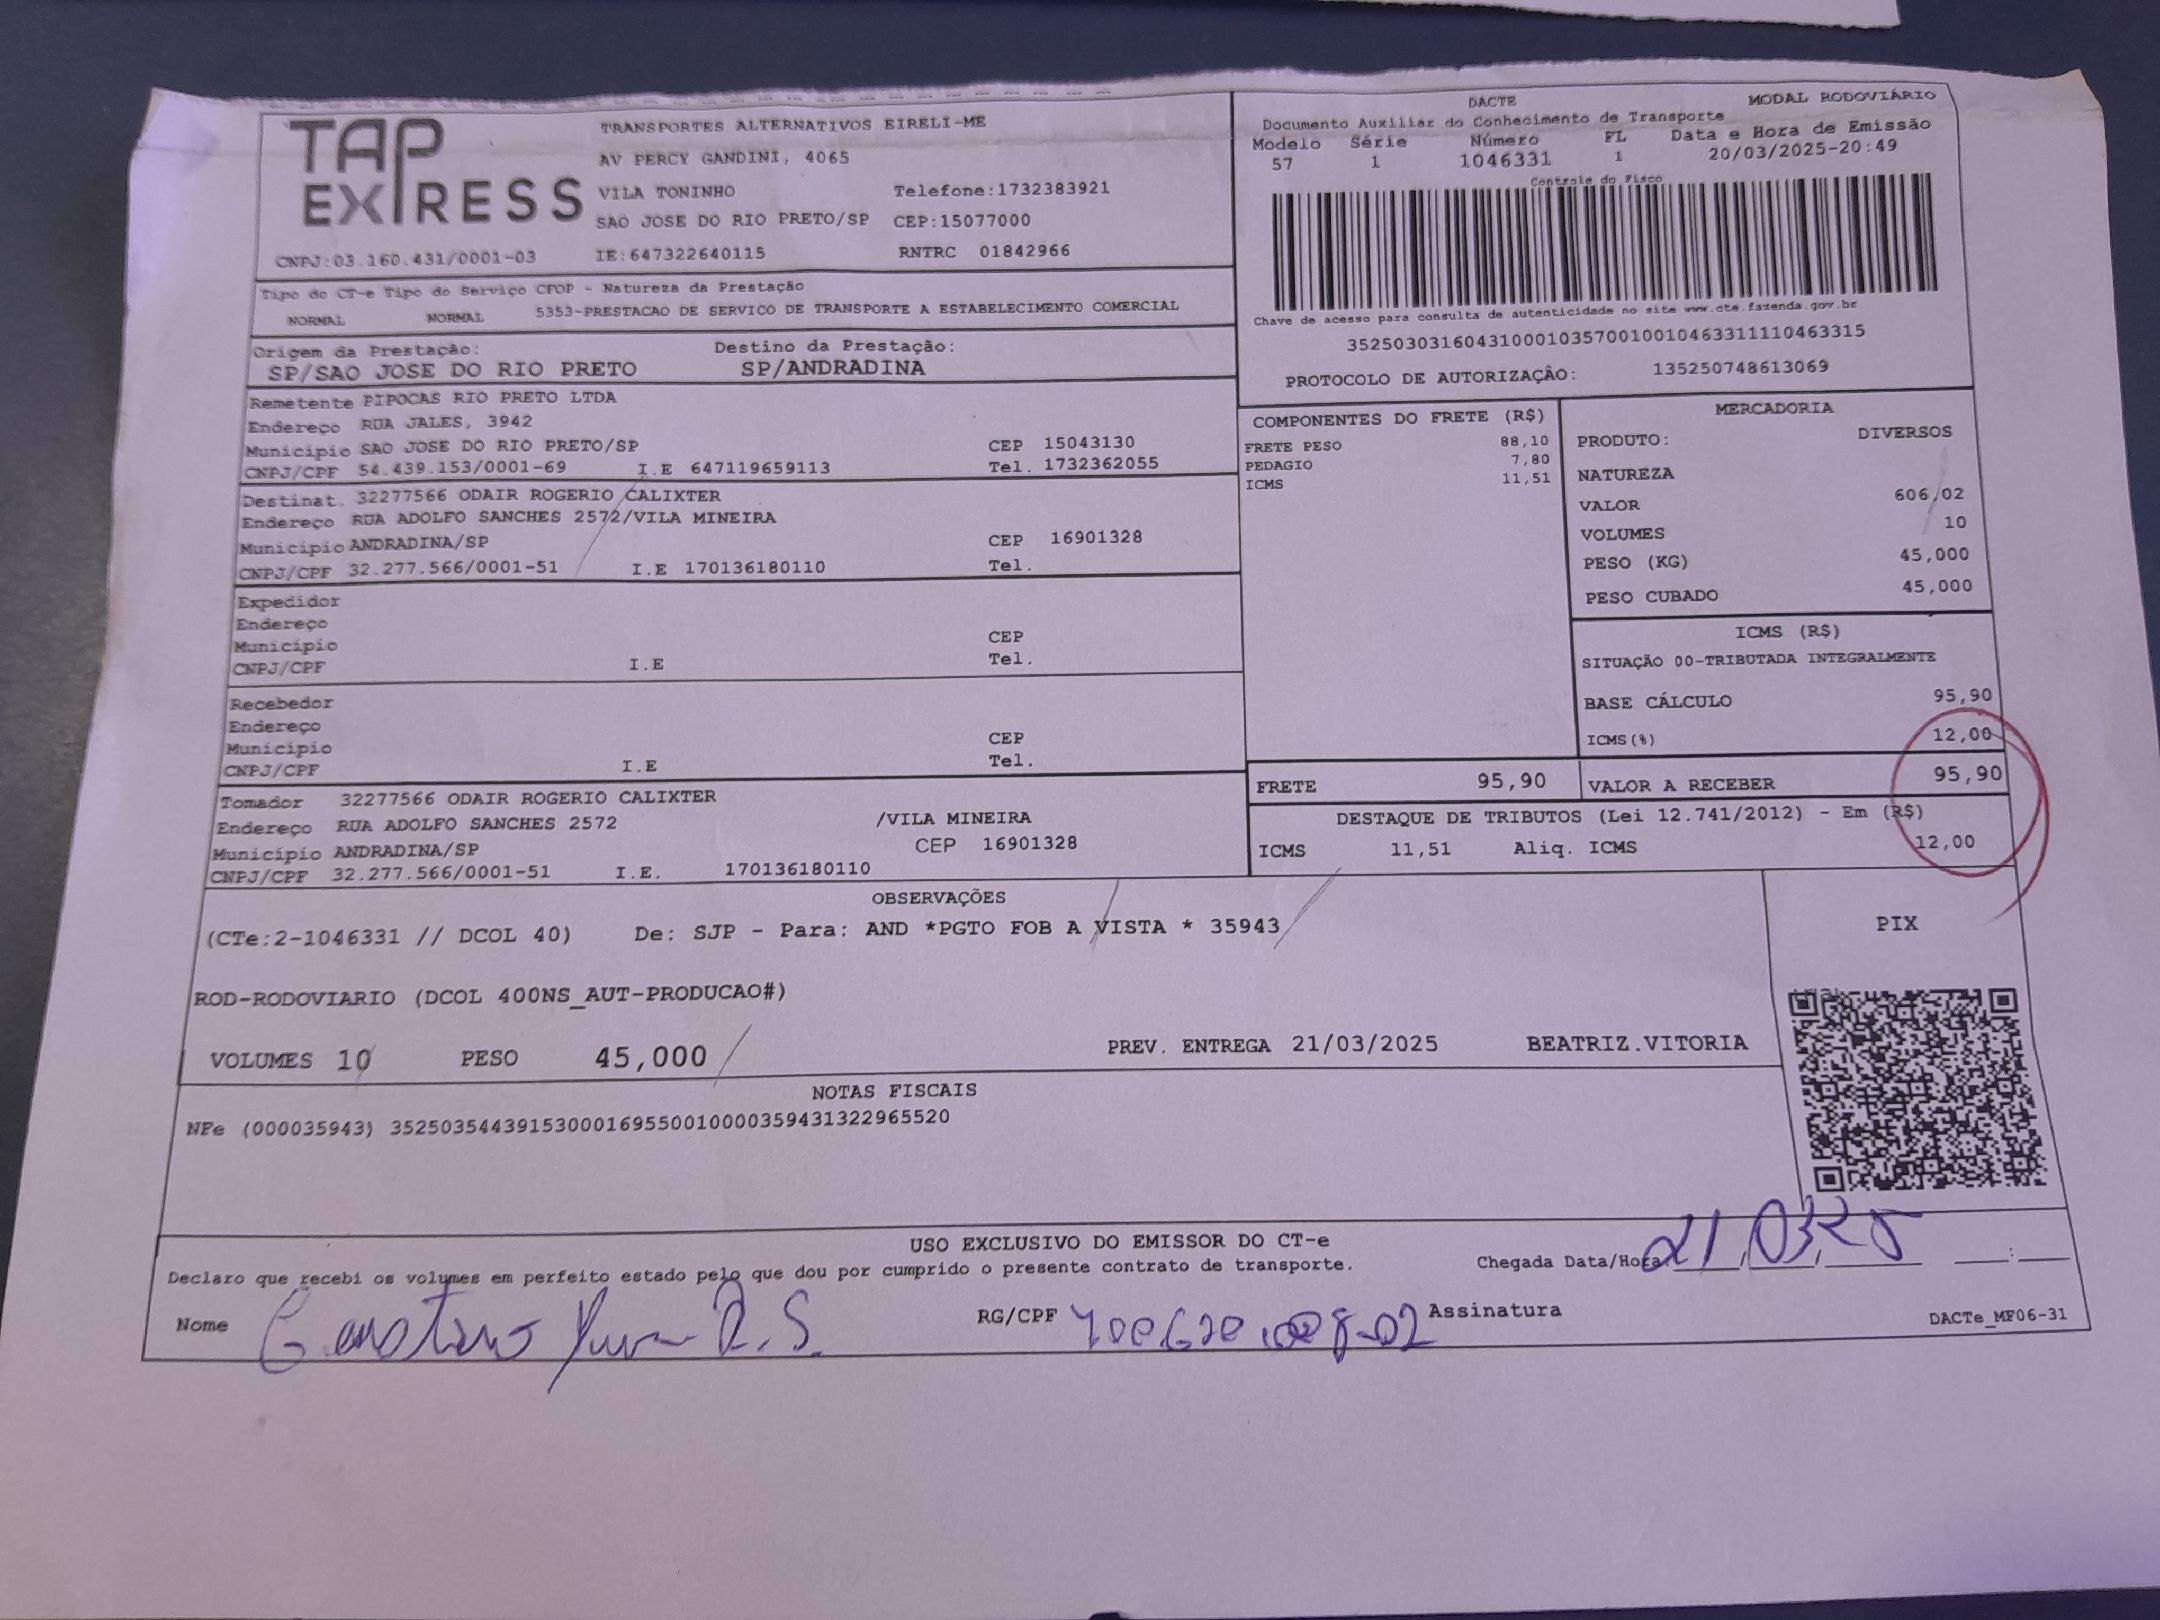 TAP EXPRESS
TRANSPORTES ALTERNATIVOS EIRELI-ME
AV PERCY GANDINI, 4065
VILA TONINHO Telefone:1732383921
SAO JOSE DO RIO PRETO/SP CEP:15077000
CNPJ:03.160.431/0001-03 IE:647322640115 RNTRC 01842966
DACTE MODAL RODOVIÁRIO
Documento Auxiliar do Conhecimento de Transporte
Modelo Série Número FL Data e Hora de Emissão
57 1 1046331 1 20/03/2025-20:49
Controle do Fisco
Chave de acesso para consulta de autenticidade no site www.cte.fazenda.gov.br
35250303160431000103570010010463311110463315
PROTOCOLO DE AUTORIZAÇÃO: 135250748613069
Tipo do CT-e Tipo do Serviço CFOP - Natureza da Prestação
NORMAL NORMAL 5353-PRESTACAO DE SERVICO DE TRANSPORTE A ESTABELECIMENTO COMERCIAL
Origem da Prestação: Destino da Prestação:
SP/SAO JOSE DO RIO PRETO SP/ANDRADINA
Remetente PIPOCAS RIO PRETO LTDA
Endereço RUA JALES, 3942
Município SAO JOSE DO RIO PRETO/SP CEP 15043130
CNPJ/CPF 54.439.153/0001-69 I.E 647119659113 Tel. 1732362055
Destinat. 32277566 ODAIR ROGERIO CALIXTER
Endereço RUA ADOLFO SANCHES 2572/VILA MINEIRA
Município ANDRADINA/SP CEP 16901328
CNPJ/CPF 32.277.566/0001-51 I.E 170136180110 Tel.
Expedidor
Endereço
Município CEP
CNPJ/CPF I.E Tel.
Recebedor
Endereço
Município CEP
CNPJ/CPF I.E Tel.
Tomador 32277566 ODAIR ROGERIO CALIXTER
Endereço RUA ADOLFO SANCHES 2572 /VILA MINEIRA
Município ANDRADINA/SP CEP 16901328
CNPJ/CPF 32.277.566/0001-51 I.E. 170136180110
COMPONENTES DO FRETE (R$)
FRETE PESO 88,10
PEDAGIO 7,80
ICMS 11,51
MERCADORIA
PRODUTO: DIVERSOS
NATUREZA
VALOR 606,02
VOLUMES 10
PESO (KG) 45,000
PESO CUBADO 45,000
ICMS (R$)
SITUAÇÃO 00-TRIBUTADA INTEGRALMENTE
BASE CÁLCULO 95,90
ICMS(%) 12,00
FRETE 95,90 VALOR A RECEBER 95,90
DESTAQUE DE TRIBUTOS (Lei 12.741/2012) - Em (R$)
ICMS 11,51 Aliq. ICMS 12,00
OBSERVAÇÕES
(CTe:2-1046331 // DCOL 40) De: SJP - Para: AND *PGTO FOB A VISTA * 35943
ROD-RODOVIARIO (DCOL 400NS_AUT-PRODUCAO#)
VOLUMES 10 PESO 45,000 PREV. ENTREGA 21/03/2025 BEATRIZ.VITORIA
PIX
NOTAS FISCAIS
NFe (000035943) 35250354439153000169550010000359431322965520
USO EXCLUSIVO DO EMISSOR DO CT-e
Declaro que recebi os volumes em perfeito estado pelo que dou por cumprido o presente contrato de transporte.
Chegada Data/Hora 21 03 25 :
Nome RG/CPF Assinatura
DACTe_MF06-31